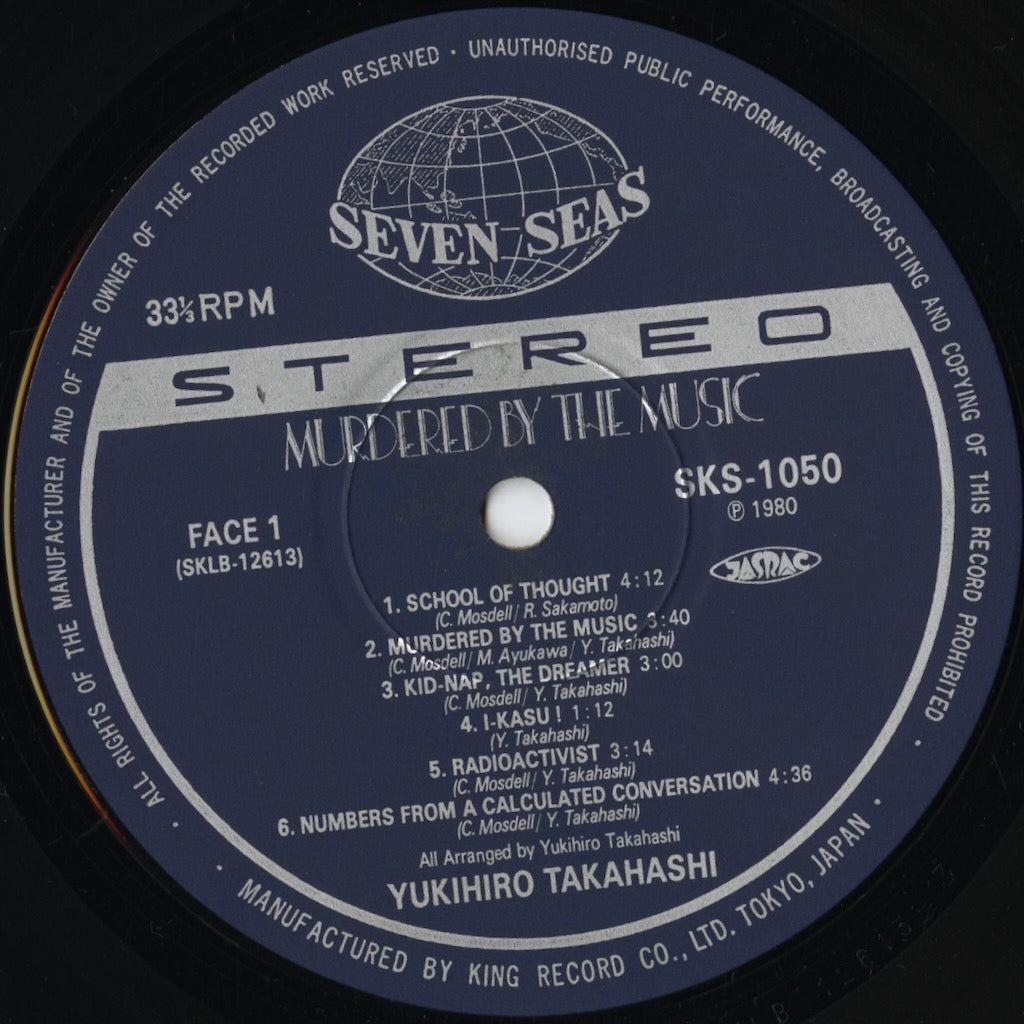 ALL RIGHTS OF THE MANUFACTURER AND OF THE OWNER OF THE RECORDED WORK RESERVED · UNAUTHORISED PUBLIC PERFORMANCE, BROADCASTING AND COPYING OF THIS RECORD PROHIBITED ·
SEVEN SEAS
33⅓ RPM
STEREO
MURDERED BY THE MUSIC
SKS-1050
℗ 1980
FACE 1
(SKLB-12613)
JASRAC
1. SCHOOL OF THOUGHT 4:12
(C. Mosdell/ R. Sakamoto)
2. MURDERED BY THE MUSIC 3:40
(C. Mosdell/ M. Ayukawa/ Y. Takahashi)
3. KID-NAP, THE DREAMER 3:00
(C. Mosdell/ Y. Takahashi)
4. I-KASU ! 1:12
(Y. Takahashi)
5. RADIOACTIVIST 3:14
(C. Mosdell/ Y. Takahashi)
6. NUMBERS FROM A CALCULATED CONVERSATION 4:36
(C. Mosdell/ Y. Takahashi)
All Arranged by Yukihiro Takahashi
YUKIHIRO TAKAHASHI
· MANUFACTURED BY KING RECORD CO., LTD. TOKYO, JAPAN ·